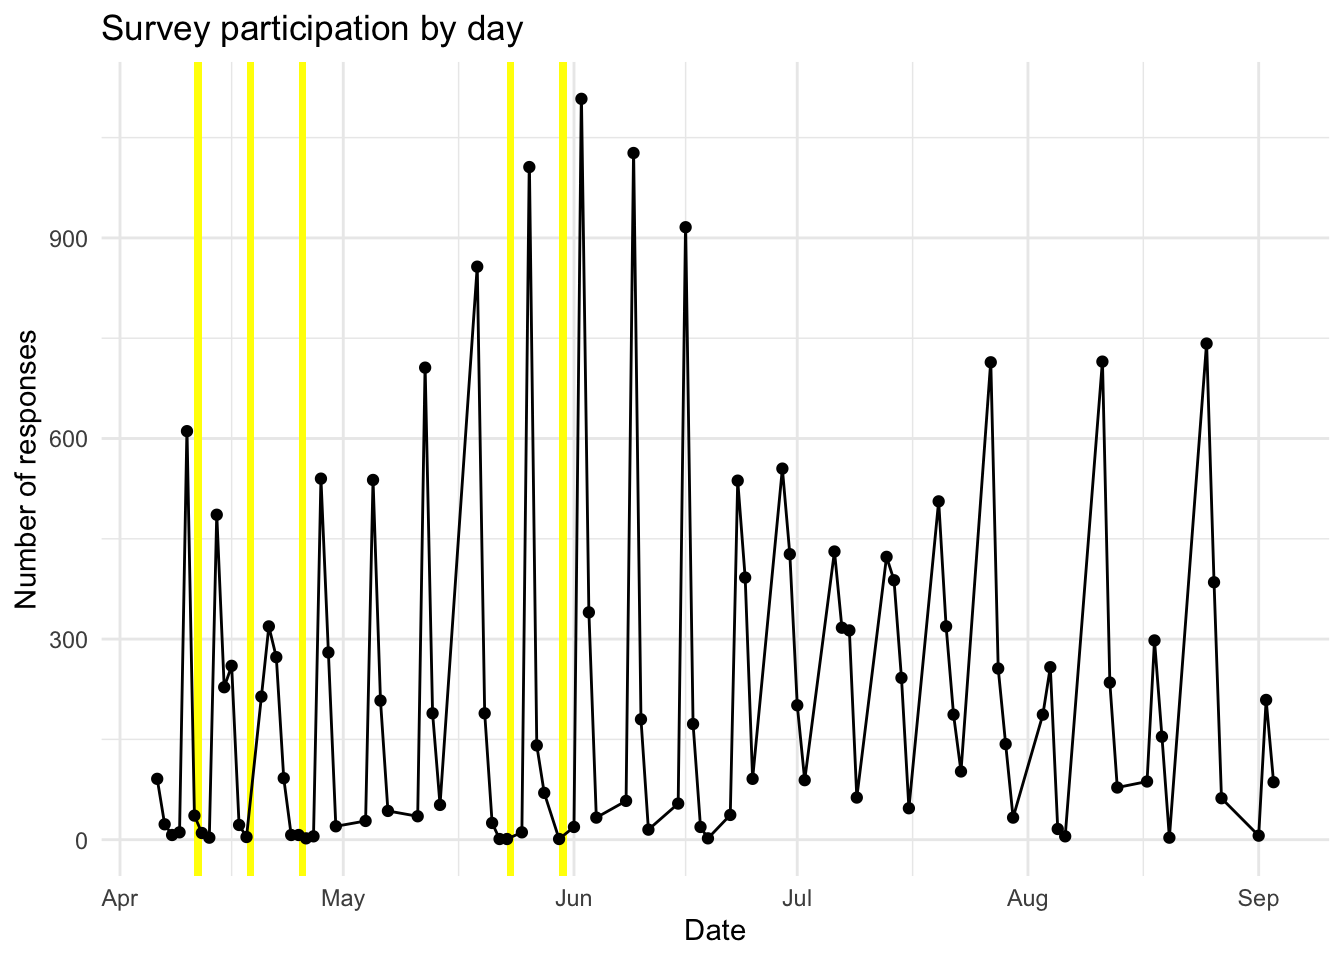 Survey participation by day
Number of responses
900
600
300
0
Apr May Jun Jul Aug Sep
Date